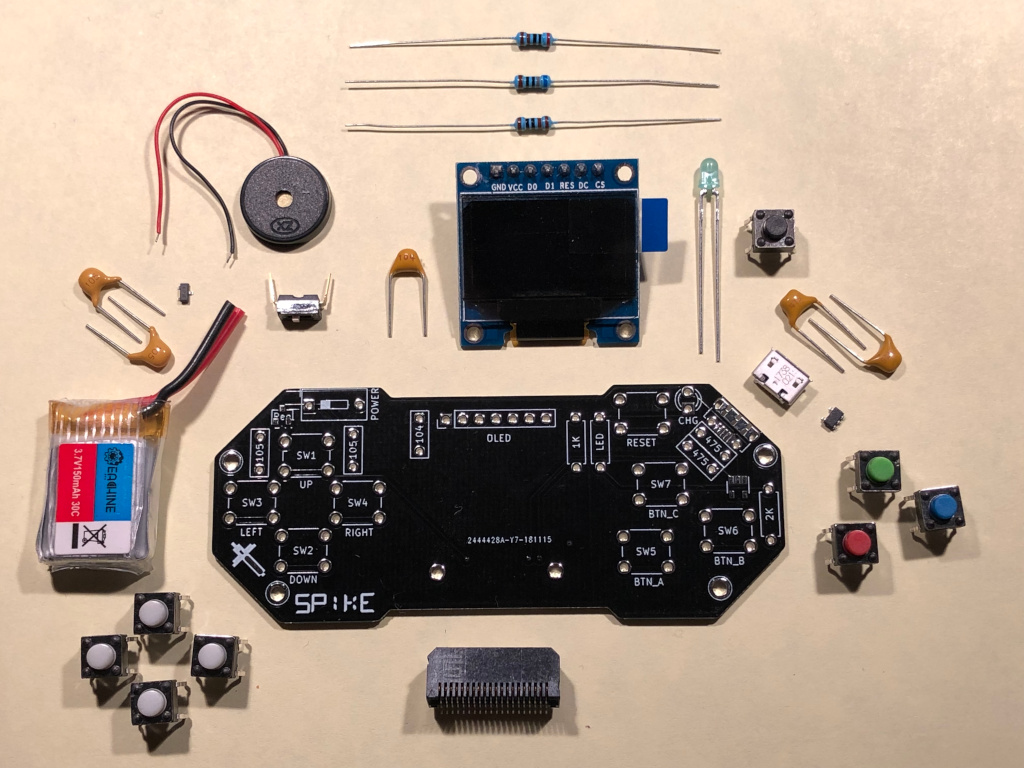 GND VCC D0 D1 RES DC CS
XZ
EACHINE
3.7V150mAh 30C
POWER
104
OLED
1K
LED
RESET
CHG
475
475
105
SW1
105
UP
SW3
SW4
LEFT
RIGHT
SW2
DOWN
SW7
BTN_C
SW6
2K
BTN_B
SW5
BTN_A
2444428A-Y7-181115
SPIKE